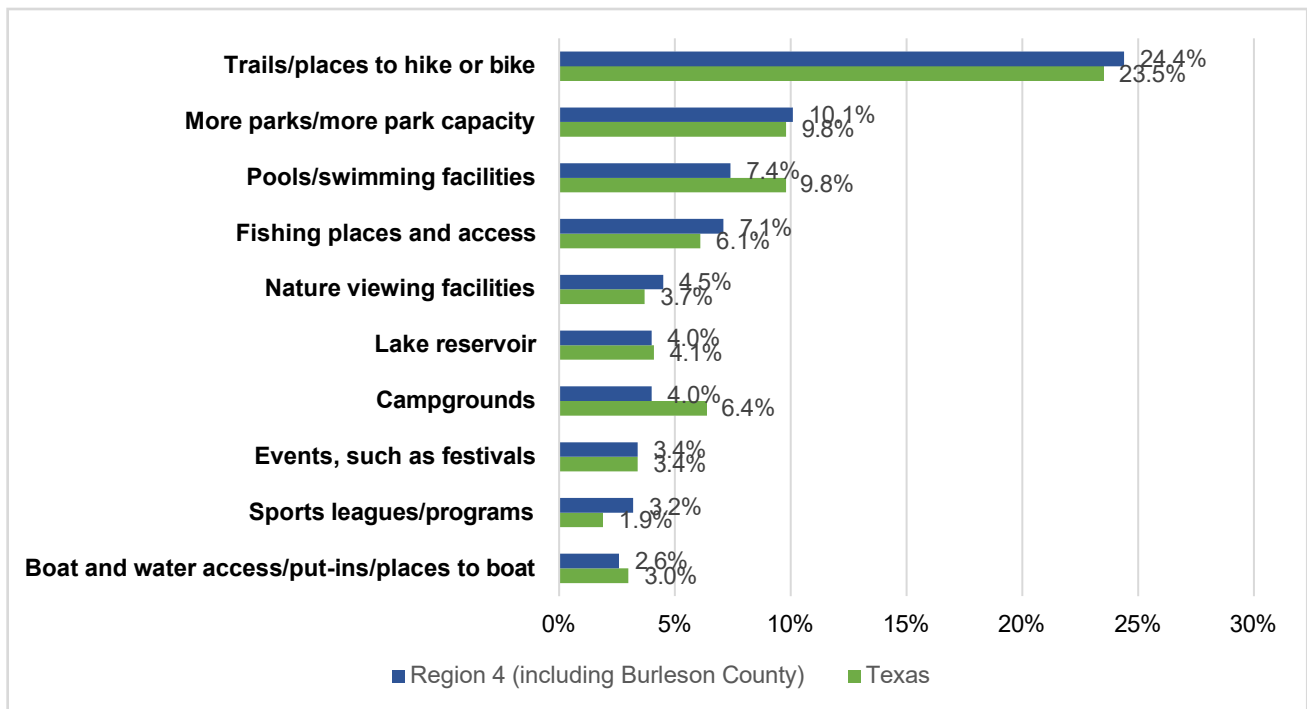 Trails/places to hike or bike
24.4%
23.5%
More parks/more park capacity
10.1%
9.8%
Pools/swimming facilities
7.4%
9.8%
Fishing places and access
7.1%
6.1%
Nature viewing facilities
4.5%
3.7%
Lake reservoir
4.0%
4.1%
Campgrounds
4.0%
6.4%
Events, such as festivals
3.4%
3.4%
Sports leagues/programs
3.2%
1.9%
Boat and water access/put-ins/places to boat
2.6%
3.0%
0% 5% 10% 15% 20% 25% 30%
Region 4 (including Burleson County) Texas